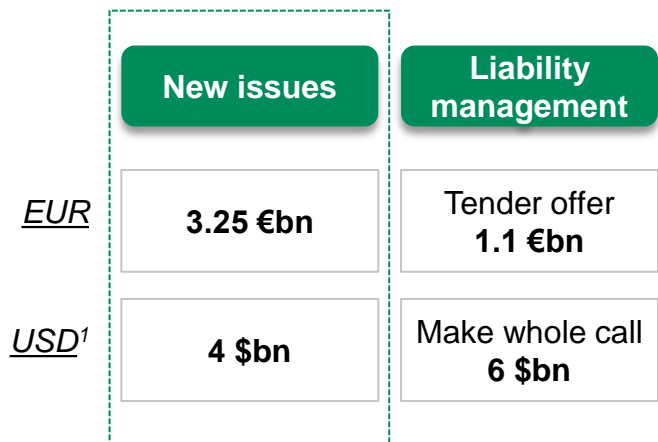 New issues
Liability
management
EUR
3.25 €bn
Tender offer
1.1 €bn
USD¹
4 $bn
Make whole call
6 $bn